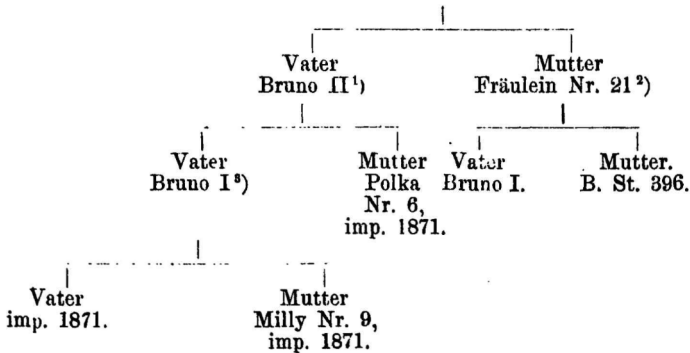 Vater Mutter
Bruno II¹) Fräulein Nr. 21²)
Vater Mutter Vater Mutter.
Bruno I³) Polka Bruno I. B. St. 396.
Nr. 6,
imp. 1871.
Vater Mutter
imp. 1871. Milly Nr. 9,
imp. 1871.